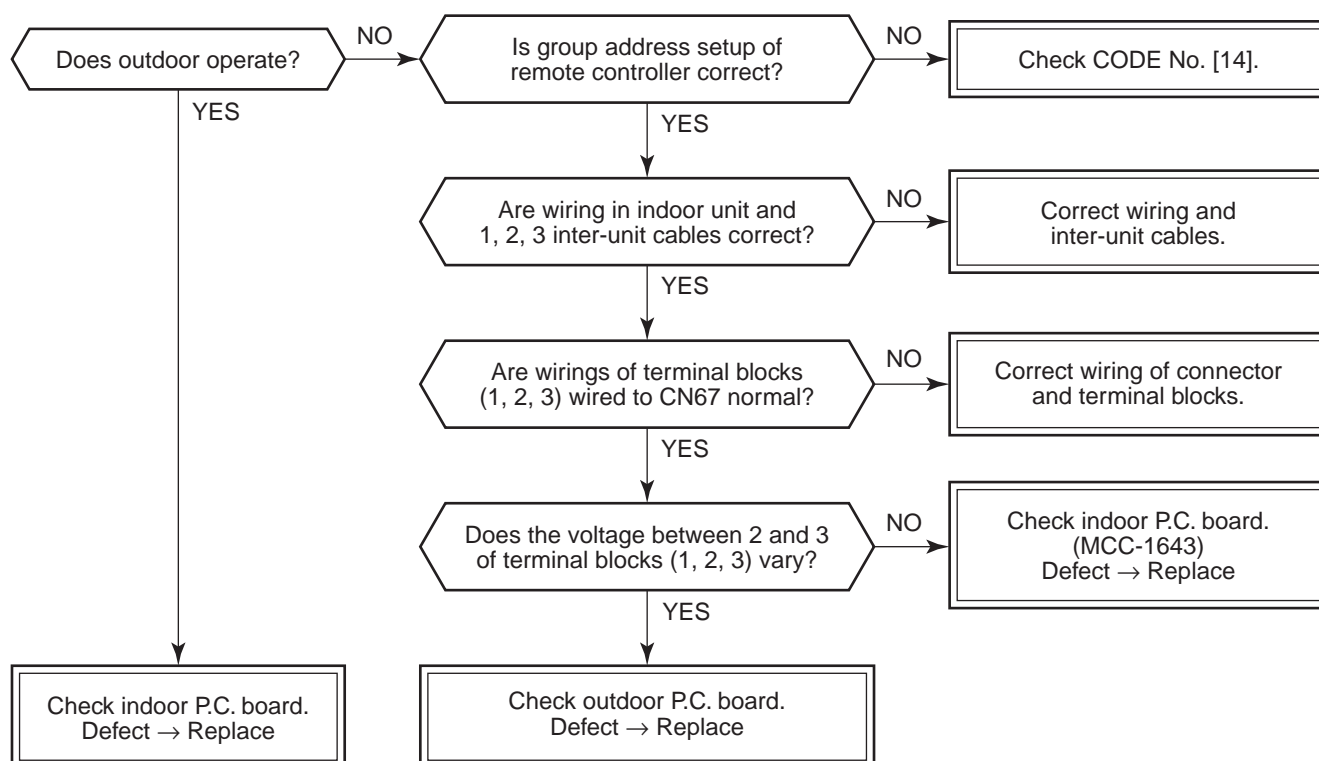 Does outdoor operate?
NO
Is group address setup of
remote controller correct?
NO
Check CODE No. [14].
YES
YES
Are wiring in indoor unit and
1, 2, 3 inter-unit cables correct?
NO
Correct wiring and
inter-unit cables.
YES
Are wirings of terminal blocks
(1, 2, 3) wired to CN67 normal?
NO
Correct wiring of connector
and terminal blocks.
YES
Does the voltage between 2 and 3
of terminal blocks (1, 2, 3) vary?
NO
Check indoor P.C. board.
(MCC-1643)
Defect → Replace
YES
Check indoor P.C. board.
Defect → Replace
Check outdoor P.C. board.
Defect → Replace